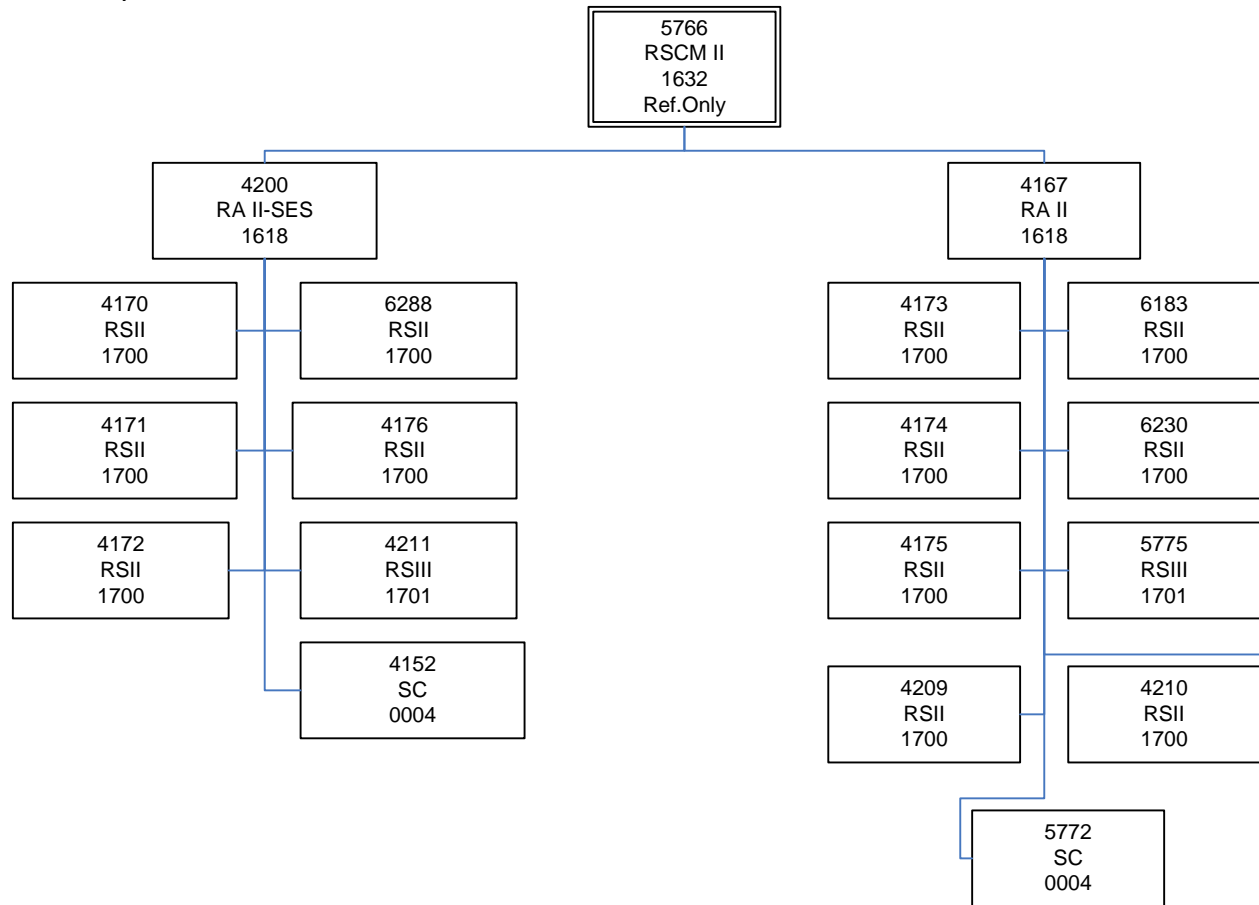 5766
RSCM II
1632
Ref.Only
4200
RA II-SES
1618
4167
RA II
1618
4170
RSII
1700
6288
RSII
1700
4173
RSII
1700
6183
RSII
1700
4171
RSII
1700
4176
RSII
1700
4174
RSII
1700
6230
RSII
1700
4172
RSII
1700
4211
RSIII
1701
4175
RSII
1700
5775
RSIII
1701
4152
SC
0004
4209
RSII
1700
4210
RSII
1700
5772
SC
0004